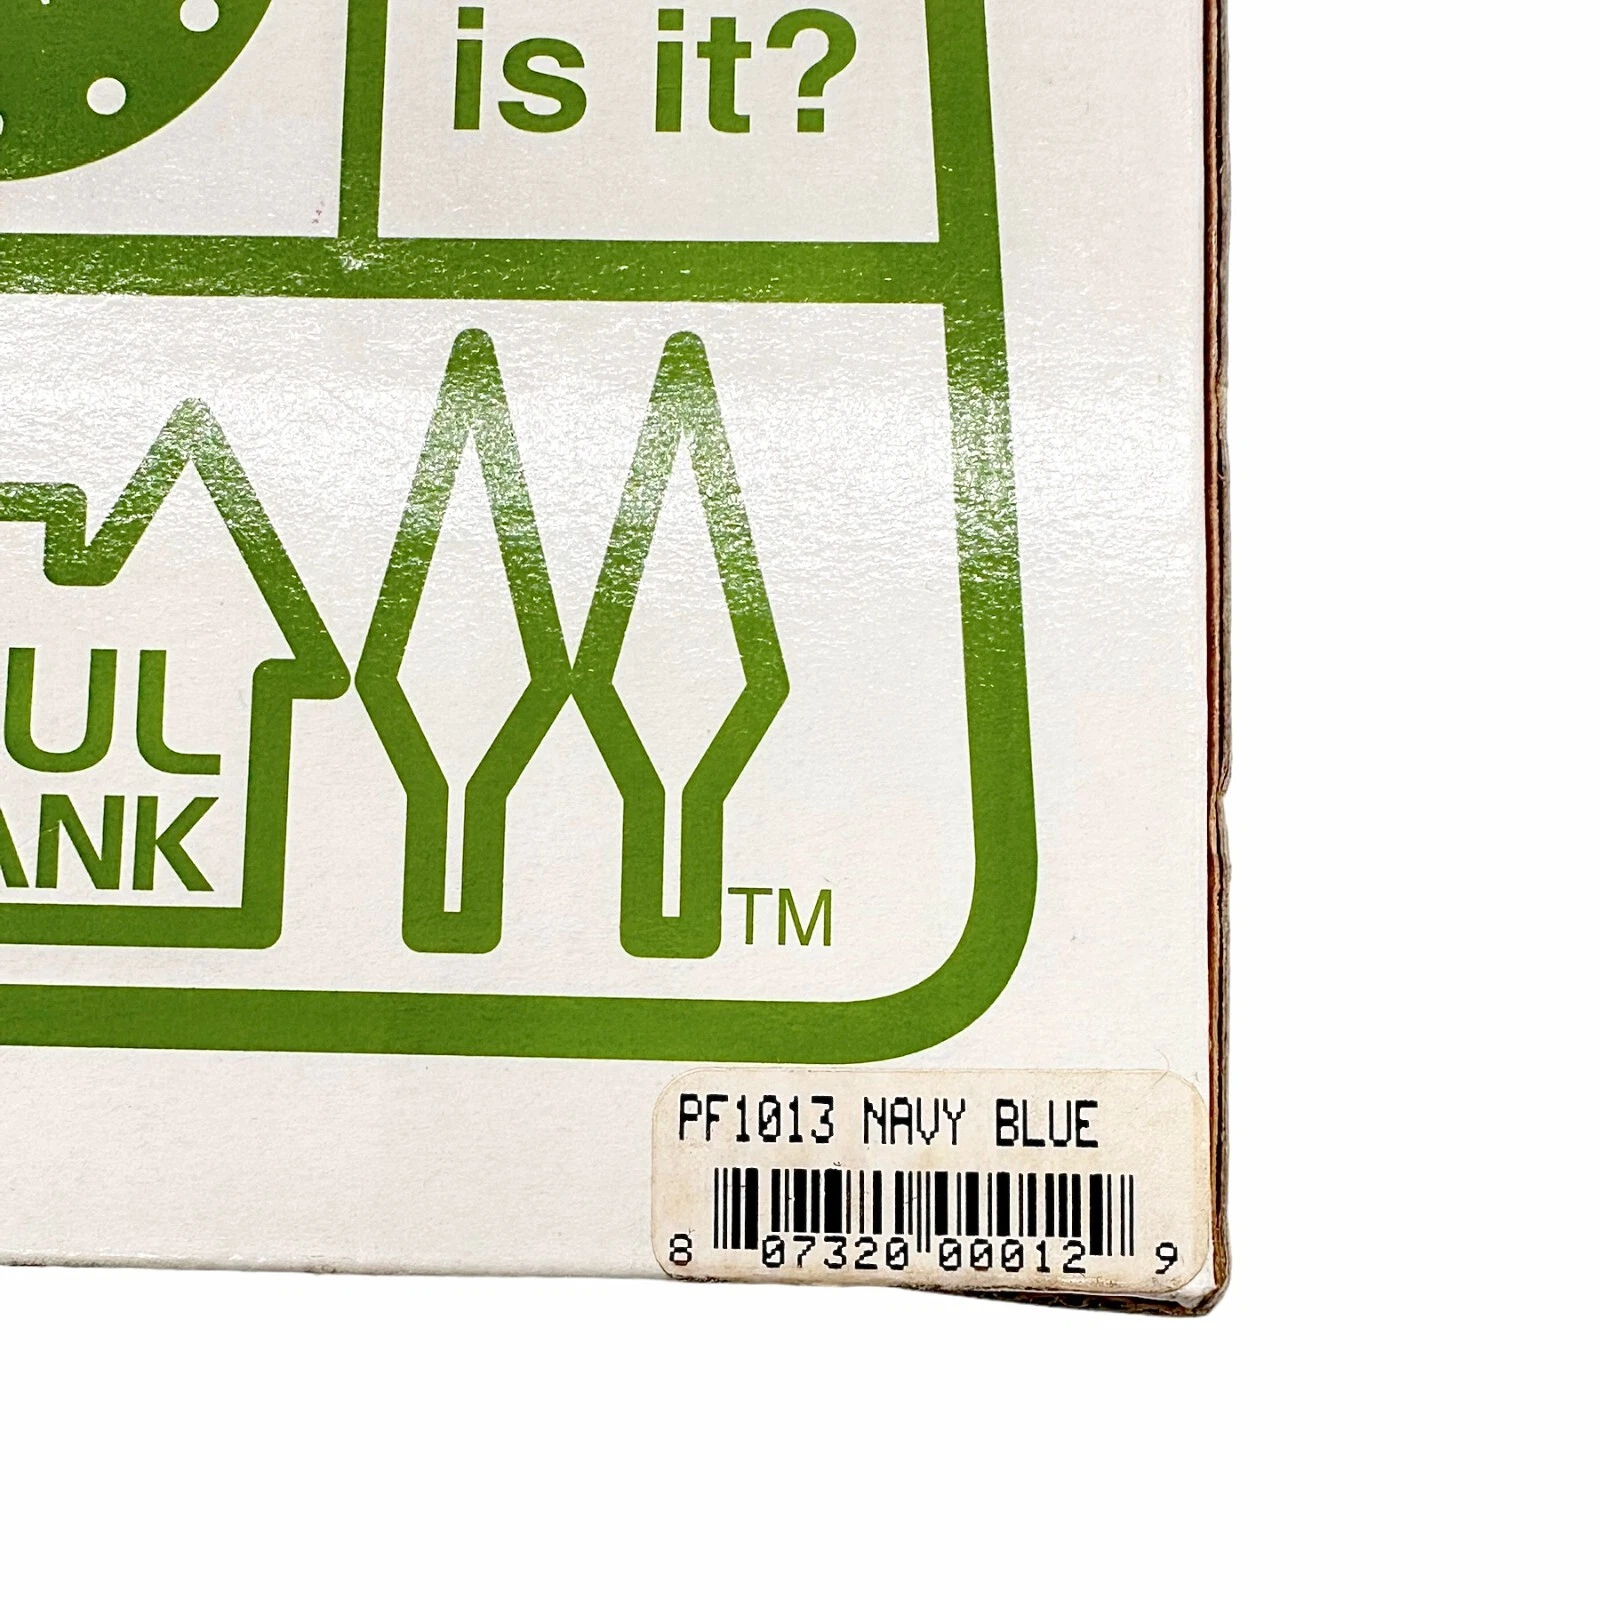 is it?
UL
ANK
TM
PF1013 NAVY BLUE
8 07320 00012 9